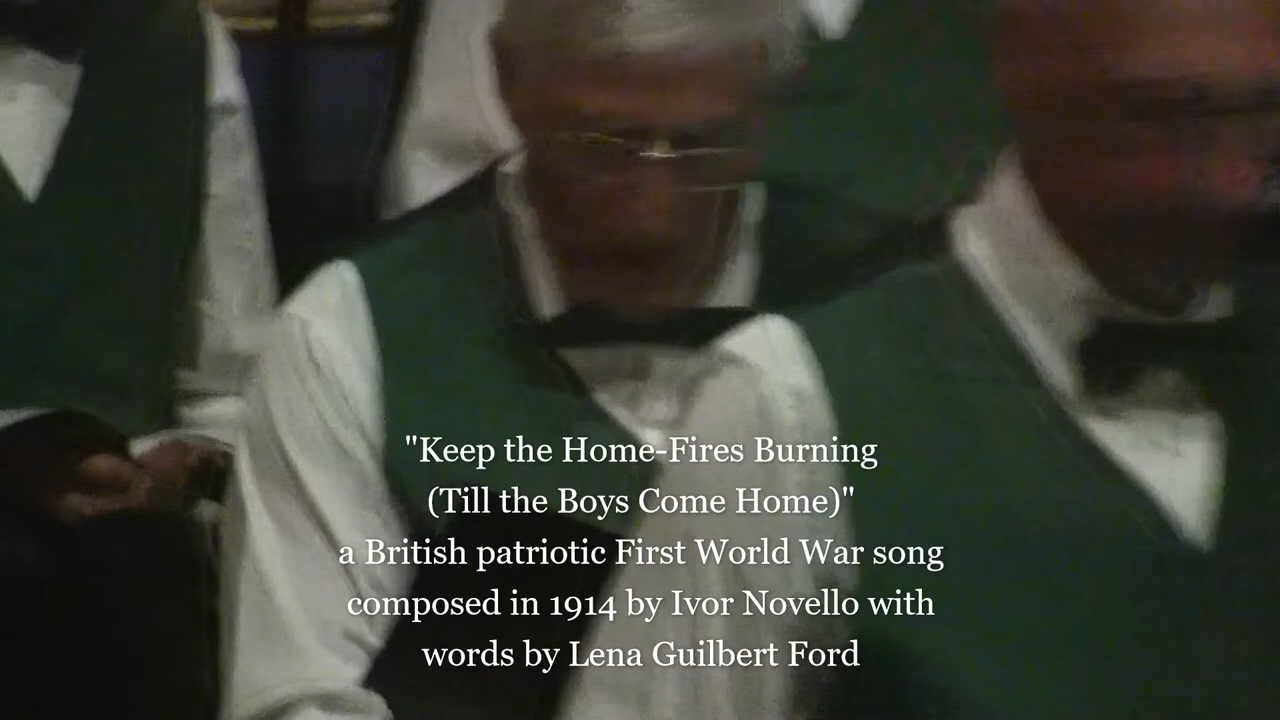 "Keep the Home-Fires Burning
(Till the Boys Come Home)"
a British patriotic First World War song
composed in 1914 by Ivor Novello with
words by Lena Guilbert Ford